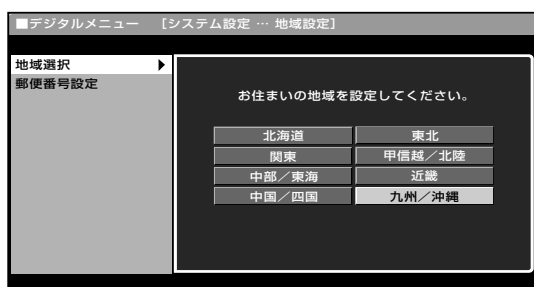 ■デジタルメニュー [システム設定 … 地域設定]
地域選択 ▶
郵便番号設定
お住まいの地域を設定してください。
北海道 東北
関東 甲信越／北陸
中部／東海 近畿
中国／四国 九州／沖縄